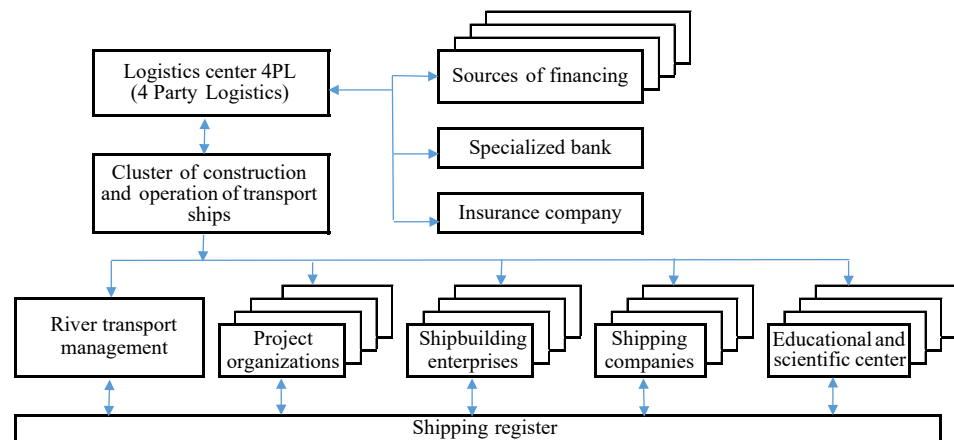 Logistics center 4PL
(4 Party Logistics)
Sources of financing
Specialized bank
Cluster of construction
and operation of transport
ships
Insurance company
River transport
management
Project
organizations
Shipbuilding
enterprises
Shipping
companies
Educational and
scientific center
Shipping register